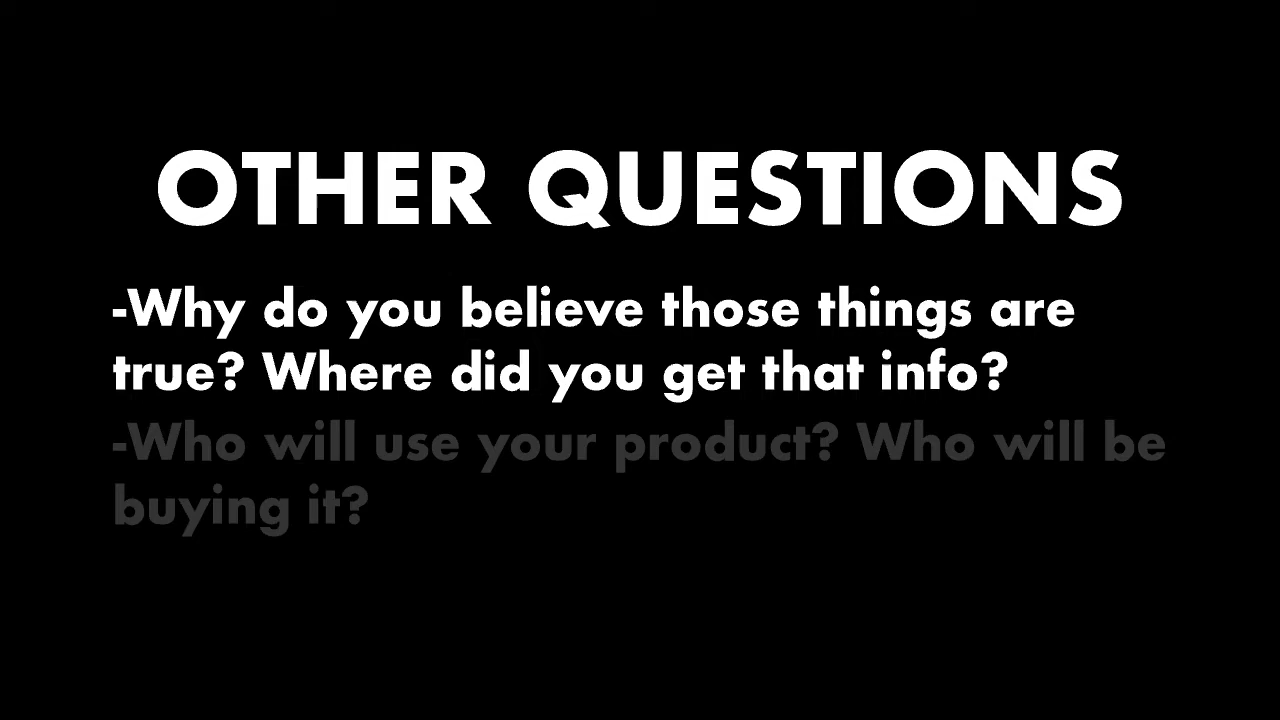 OTHER QUESTIONS
-Why do you believe those things are
true? Where did you get that info?
-Who will use your product? Who will be
buying it?